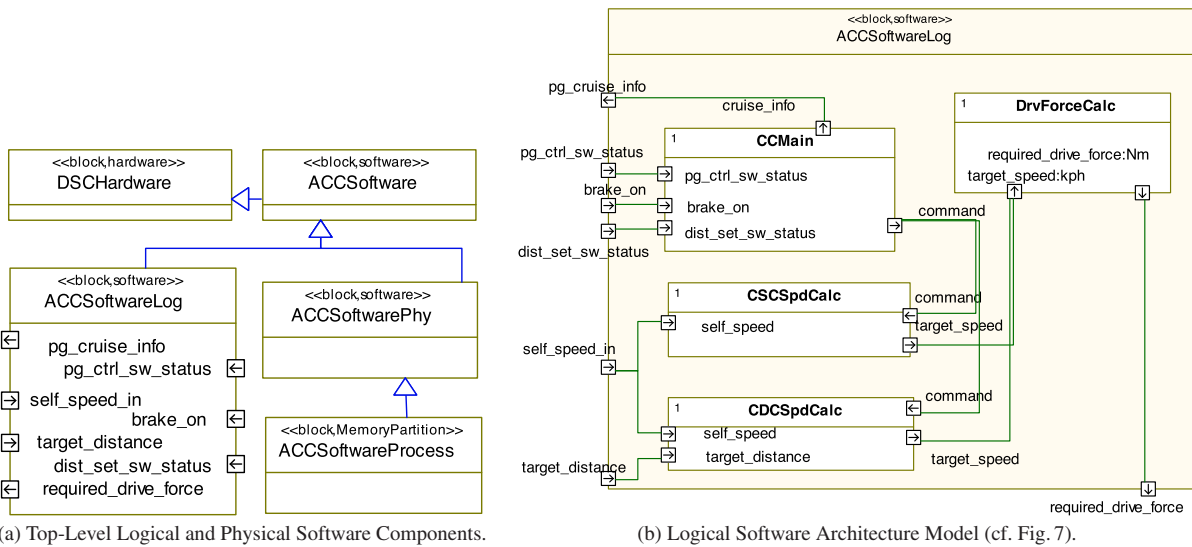 <<block,hardware>>
DSCHardware
<<block,software>>
ACCSoftware
<<block,software>>
ACCSoftwareLog
pg_cruise_info
pg_ctrl_sw_status
self_speed_in
brake_on
target_distance
dist_set_sw_status
required_drive_force
<<block,software>>
ACCSoftwarePhy
<<block,MemoryPartition>>
ACCSoftwareProcess
(a) Top-Level Logical and Physical Software Components.
<<block,software>>
ACCSoftwareLog
pg_cruise_info
cruise_info
pg_ctrl_sw_status
brake_on
dist_set_sw_status
1
CCMain
pg_ctrl_sw_status
brake_on
dist_set_sw_status
command
1
DrvForceCalc
required_drive_force:Nm
target_speed:kph
1
CSCSpdCalc
self_speed
command
target_speed
self_speed_in
1
CDCSpdCalc
self_speed
target_distance
command
target_speed
target_distance
required_drive_force
(b) Logical Software Architecture Model (cf. Fig. 7).